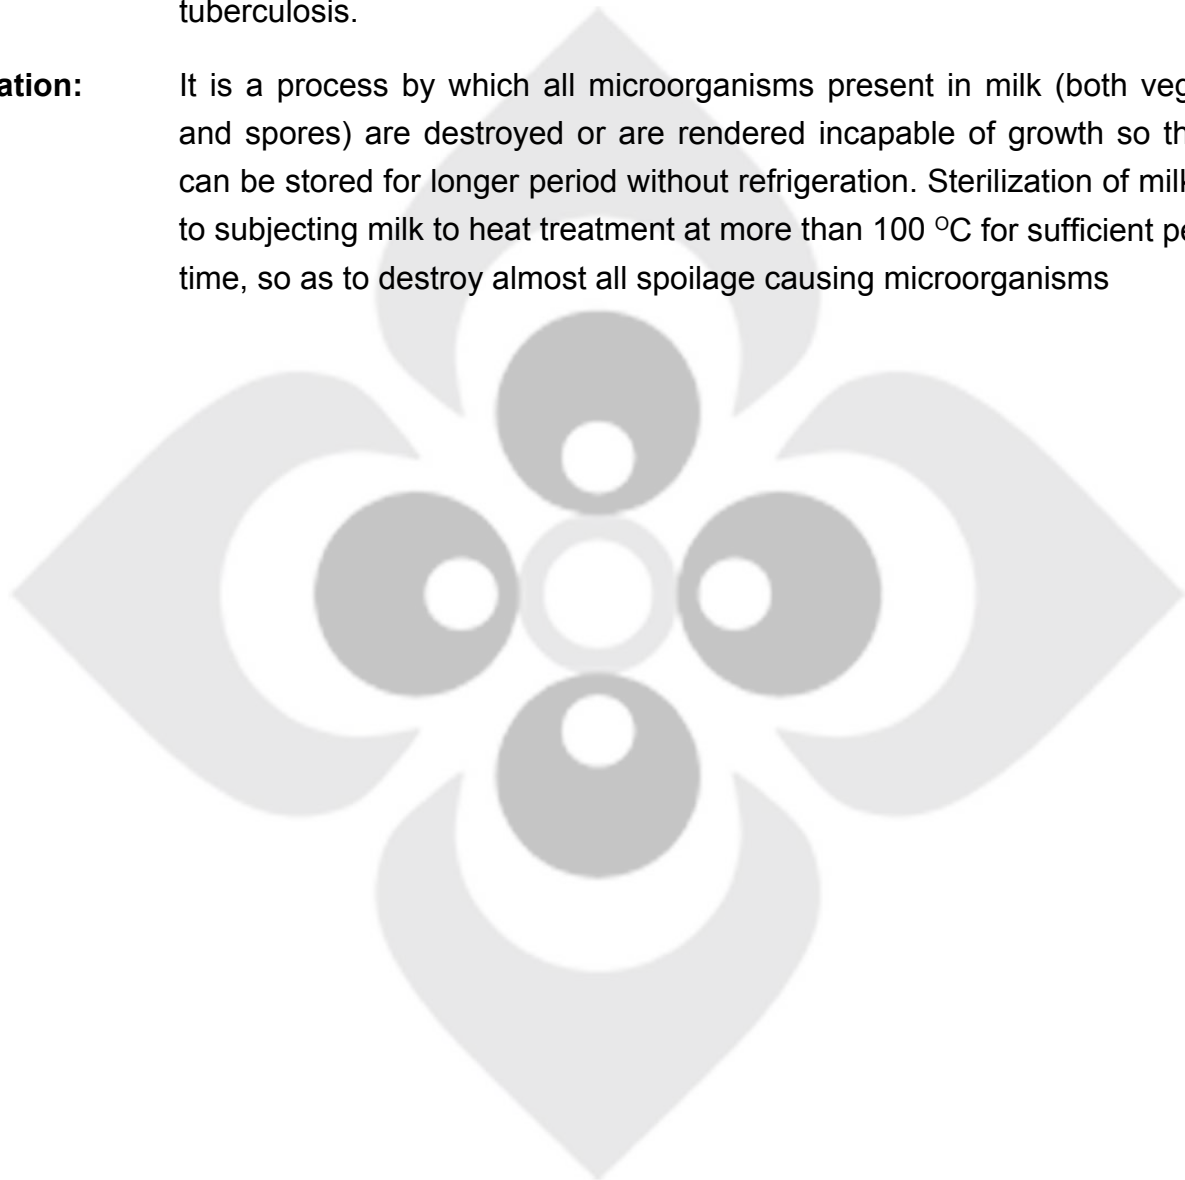 tuberculosis.
ation: It is a process by which all microorganisms present in milk (both veg
and spores) are destroyed or are rendered incapable of growth so th
can be stored for longer period without refrigeration. Sterilization of milk
to subjecting milk to heat treatment at more than 100 ᴼC for sufficient pe
time, so as to destroy almost all spoilage causing microorganisms